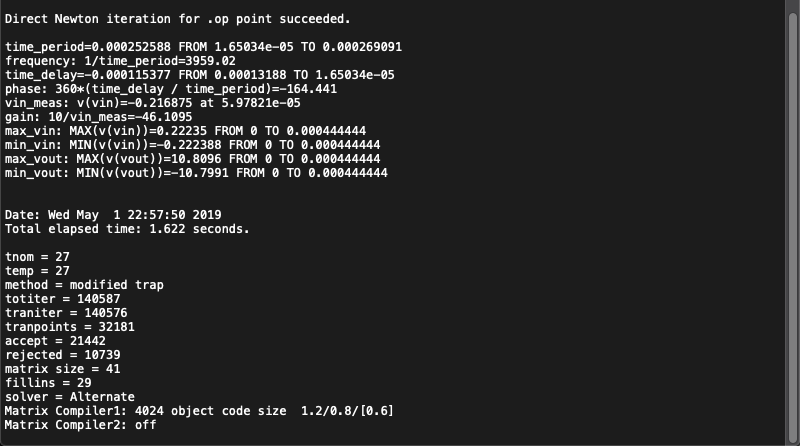 Direct Newton iteration for .op point succeeded.
time_period=0.000252588 FROM 1.65034e-05 TO 0.000269091
frequency: 1/time_period=3959.02
time_delay=-0.000115377 FROM 0.00013188 TO 1.65034e-05
phase: 360*(time_delay / time_period)=-164.441
vin_meas: v(vin)=-0.216875 at 5.97821e-05
gain: 10/vin_meas=-46.1095
max_vin: MAX(v(vin))=0.22235 FROM 0 TO 0.000444444
min_vin: MIN(v(vin))=-0.222388 FROM 0 TO 0.000444444
max_vout: MAX(v(vout))=10.8096 FROM 0 TO 0.000444444
min_vout: MIN(v(vout))=-10.7991 FROM 0 TO 0.000444444
Date: Wed May  1 22:57:50 2019
Total elapsed time: 1.622 seconds.
tnom = 27
temp = 27
method = modified trap
totiter = 140587
traniter = 140576
tranpoints = 32181
accept = 21442
rejected = 10739
matrix size = 41
fillins = 29
solver = Alternate
Matrix Compiler1: 4024 object code size  1.2/0.8/[0.6]
Matrix Compiler2: off